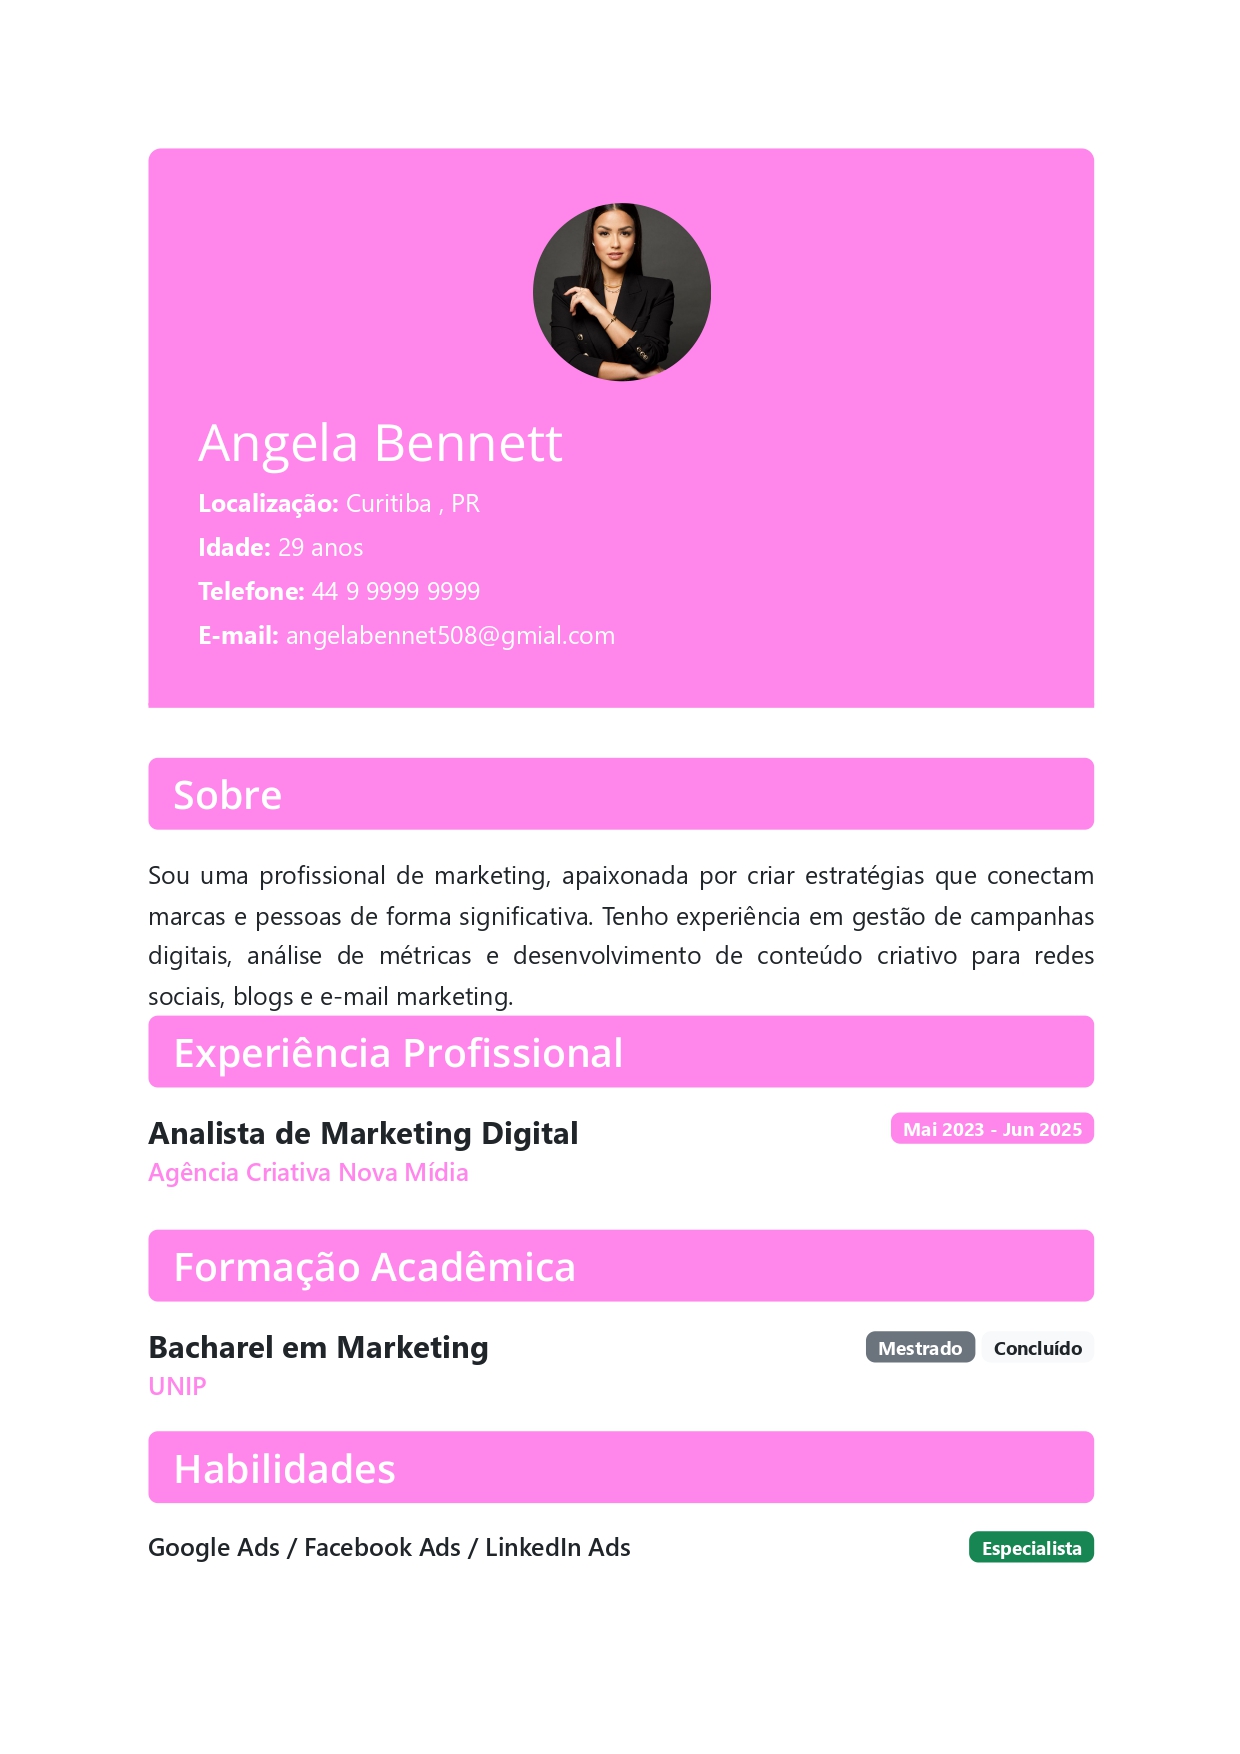 Angela Bennett
Localização: Curitiba , PR
Idade: 29 anos
Telefone: 44 9 9999 9999
E-mail: angelabennet508@gmial.com
Sobre
Sou uma profissional de marketing, apaixonada por criar estratégias que conectam
marcas e pessoas de forma significativa. Tenho experiência em gestão de campanhas
digitais, análise de métricas e desenvolvimento de conteúdo criativo para redes
sociais, blogs e e-mail marketing.
Experiência Profissional
Analista de Marketing Digital Mai 2023 - Jun 2025
Agência Criativa Nova Mídia
Formação Acadêmica
Bacharel em Marketing Mestrado Concluído
UNIP
Habilidades
Google Ads / Facebook Ads / LinkedIn Ads Especialista